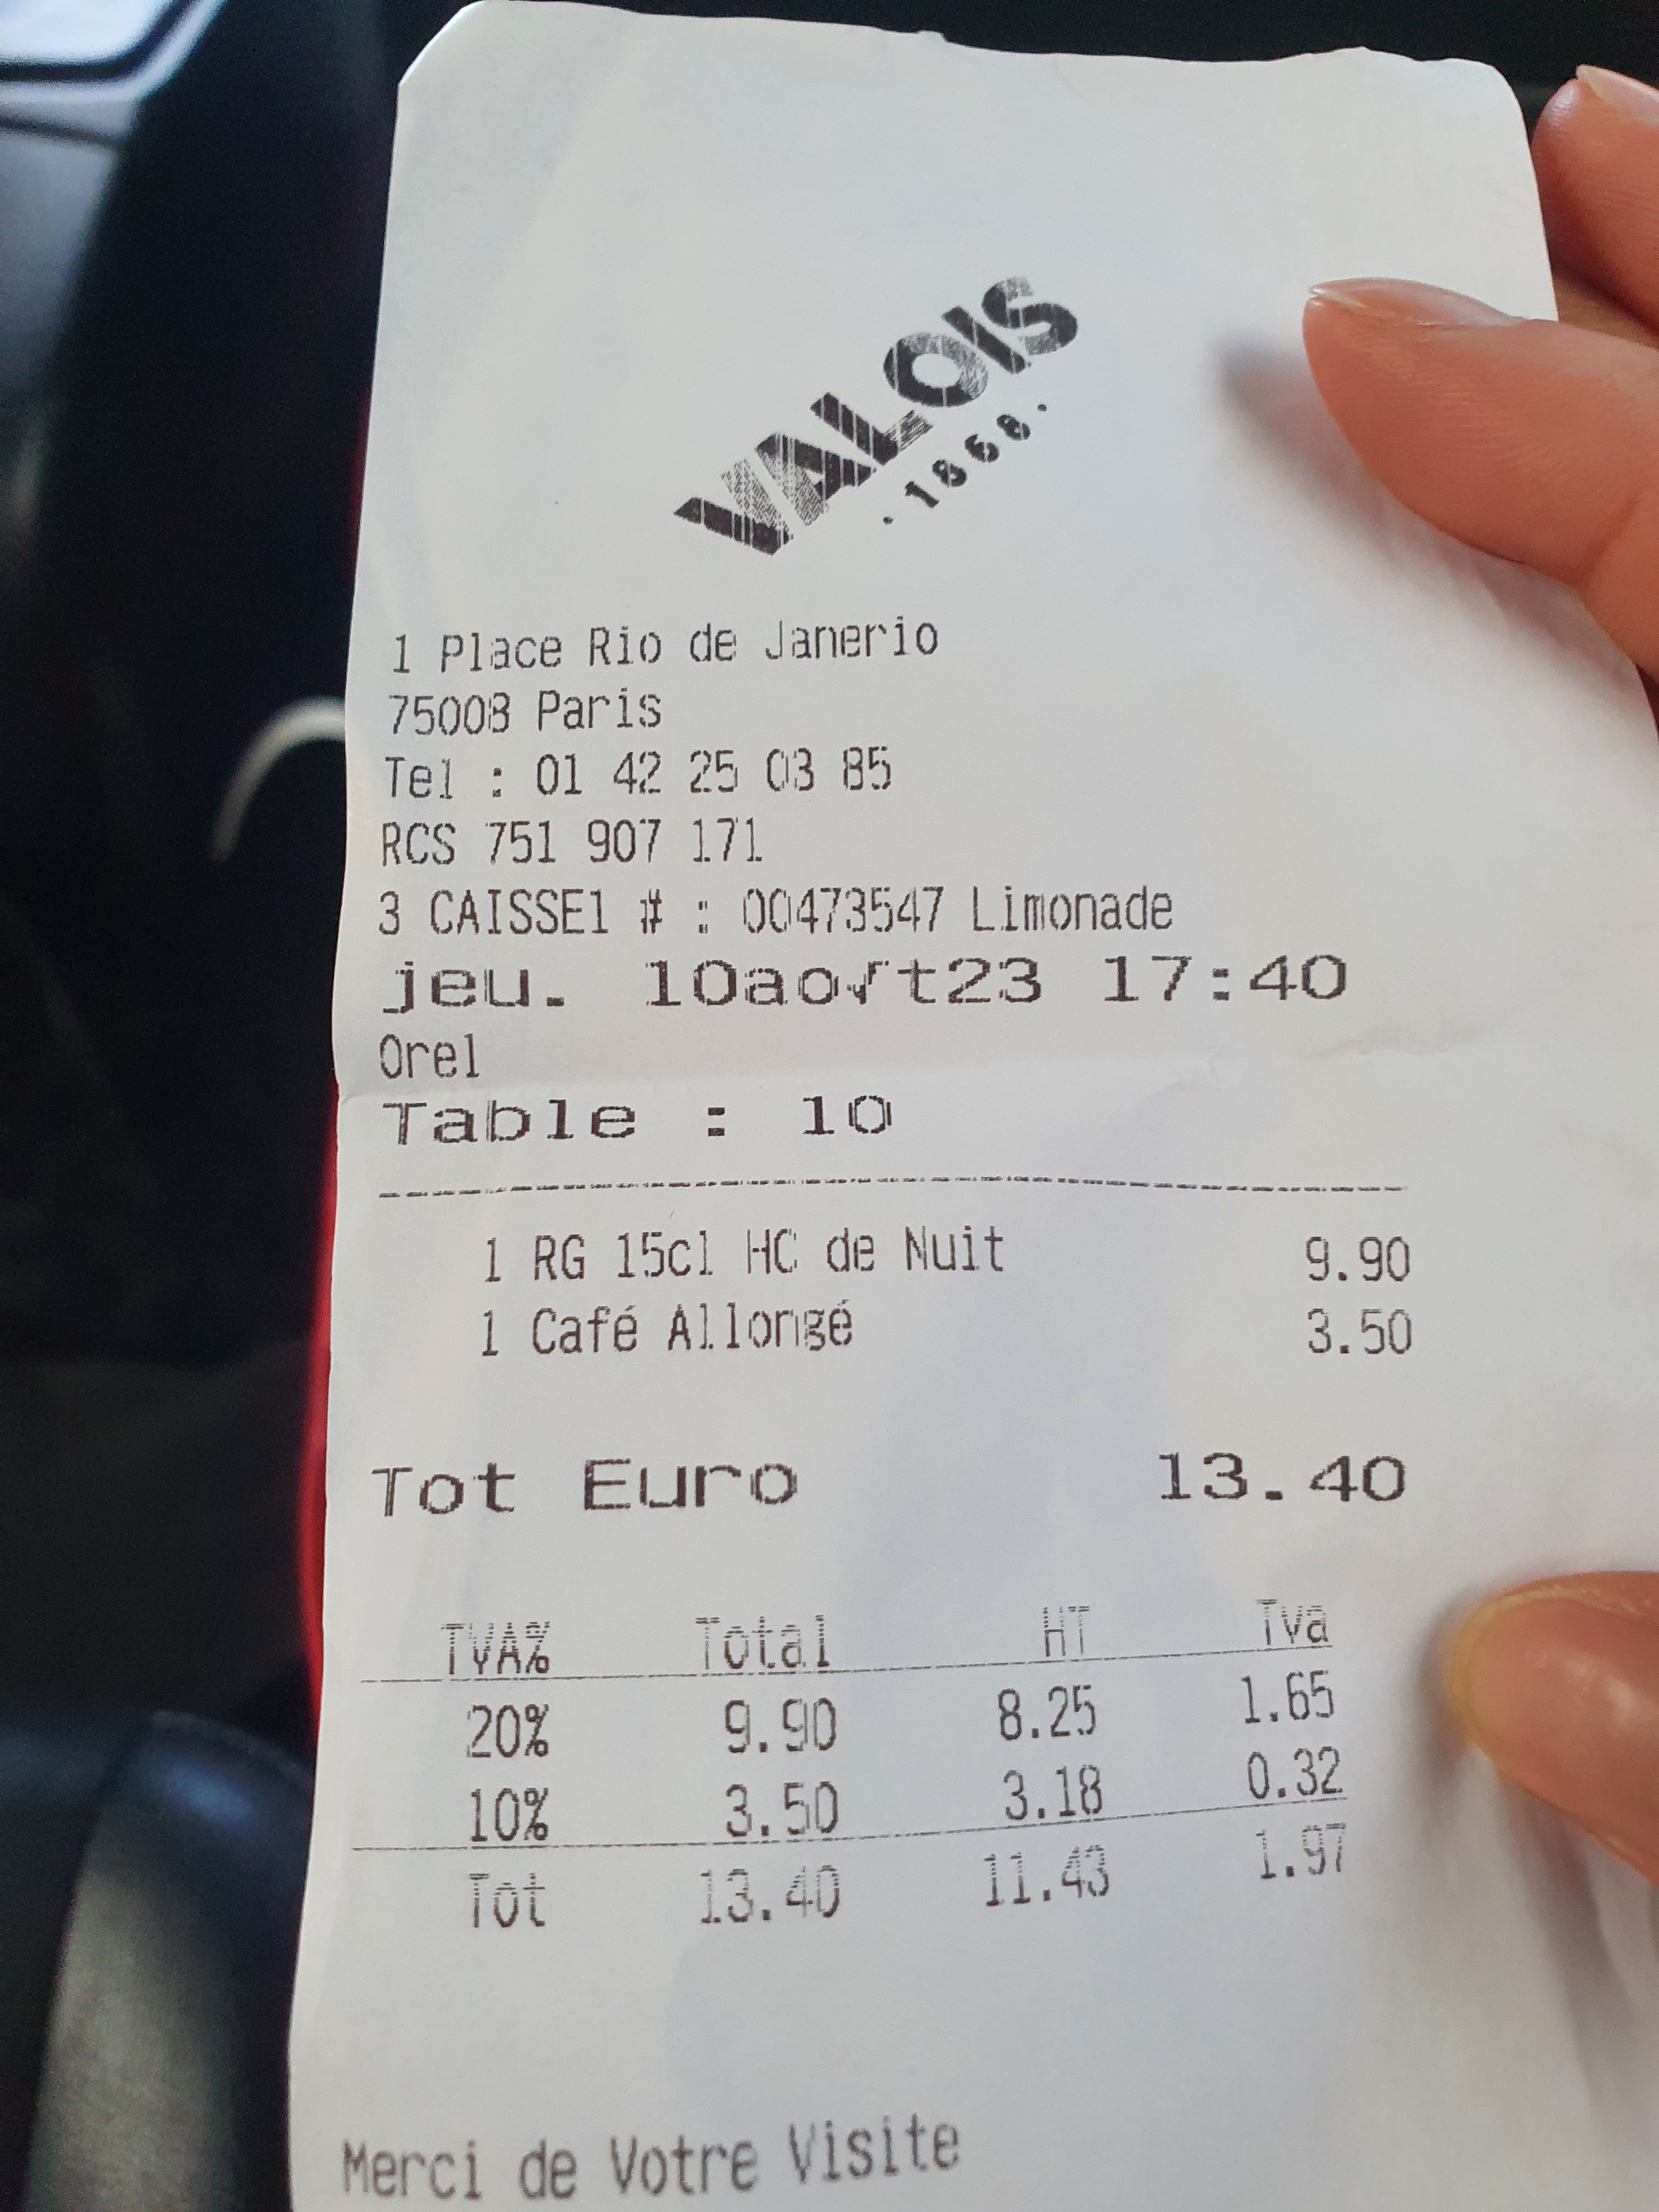 VALOIS
·1868·
1 Place Rio de Janerio
75008 Paris
Tel : 01 42 25 03 85
RCS 751 907 171
3 CAISSE1 # : 00473547 Limonade
jeu. 10ao√t23 17:40
Orel
Table : 10
1 RG 15cl HC de Nuit 9.90
1 Café Allongé 3.50
Tot Euro 13.40
TVA% Total HT Tva
20% 9.90 8.25 1.65
10% 3.50 3.18 0.32
Tot 13.40 11.43 1.97
Merci de Votre Visite